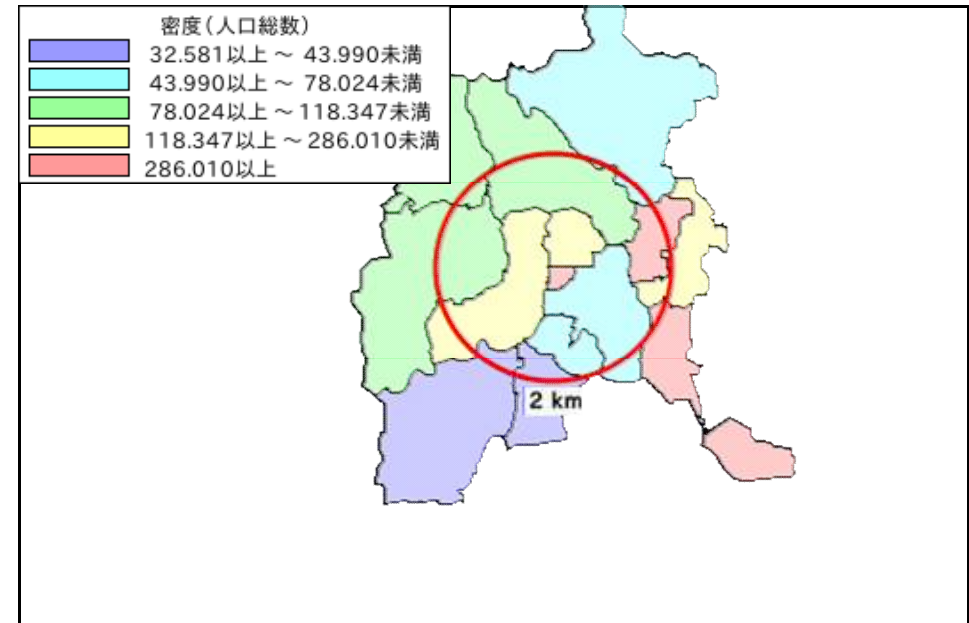 密度(人口総数)
32.581以上 ～ 43.990未満
43.990以上 ～ 78.024未満
78.024以上 ～118.347未満
118.347以上 ～286.010未満
286.010以上
2 km